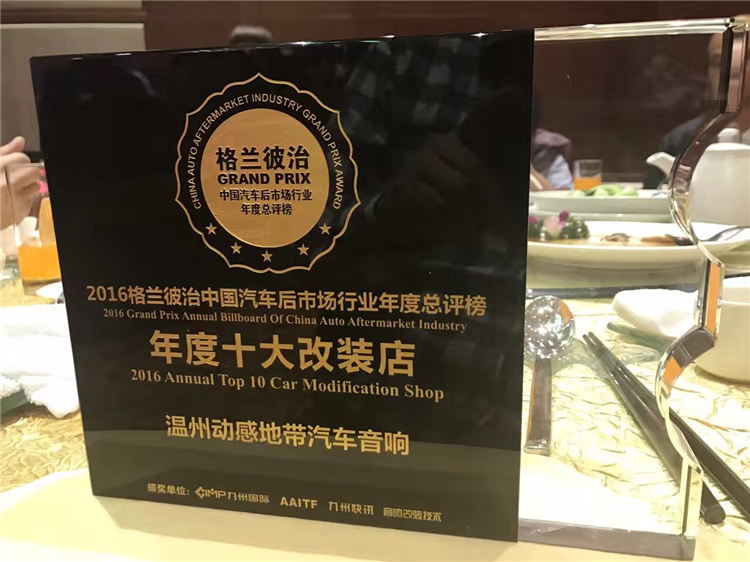 CHINA AUTO AFTERMARKET INDUSTRY GRAND PRIX AWARD
格兰彼治
GRAND PRIX
中国汽车后市场行业
年度总评榜
2016格兰彼治中国汽车后市场行业年度总评榜
2016 Grand Prix Annual Billboard Of China Auto Aftermarket Industry
年度十大改装店
2016 Annual Top 10 Car Modification Shop
温州动感地带汽车音响
颁奖单位: CIMP九州国际 AAITF 九州快讯 音响改装技术